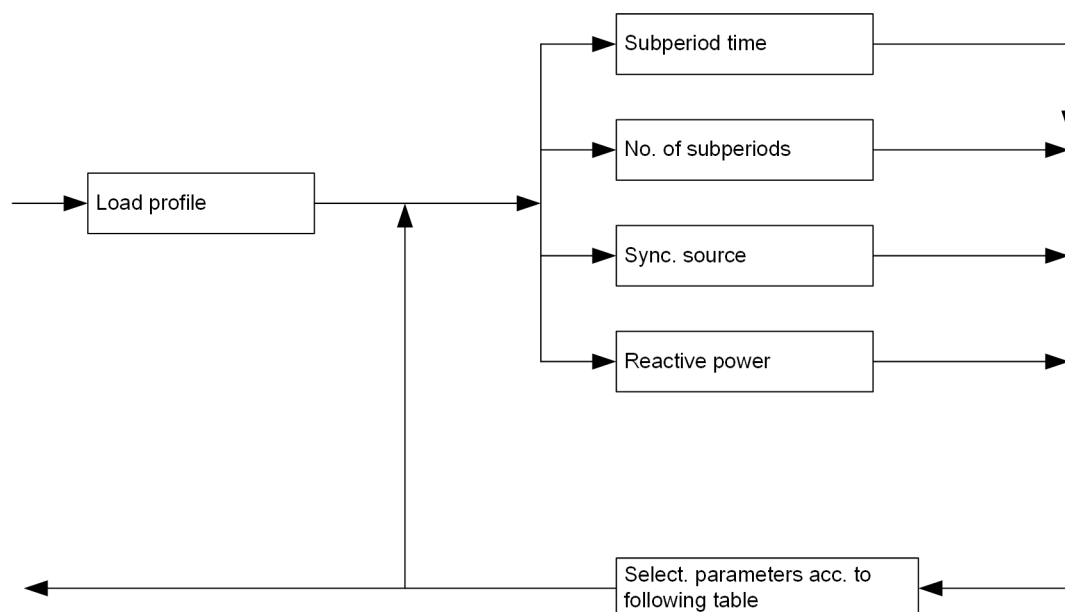 Subperiod time
No. of subperiods
Load profile
Sync. source
Reactive power
Select. parameters acc. to
following table